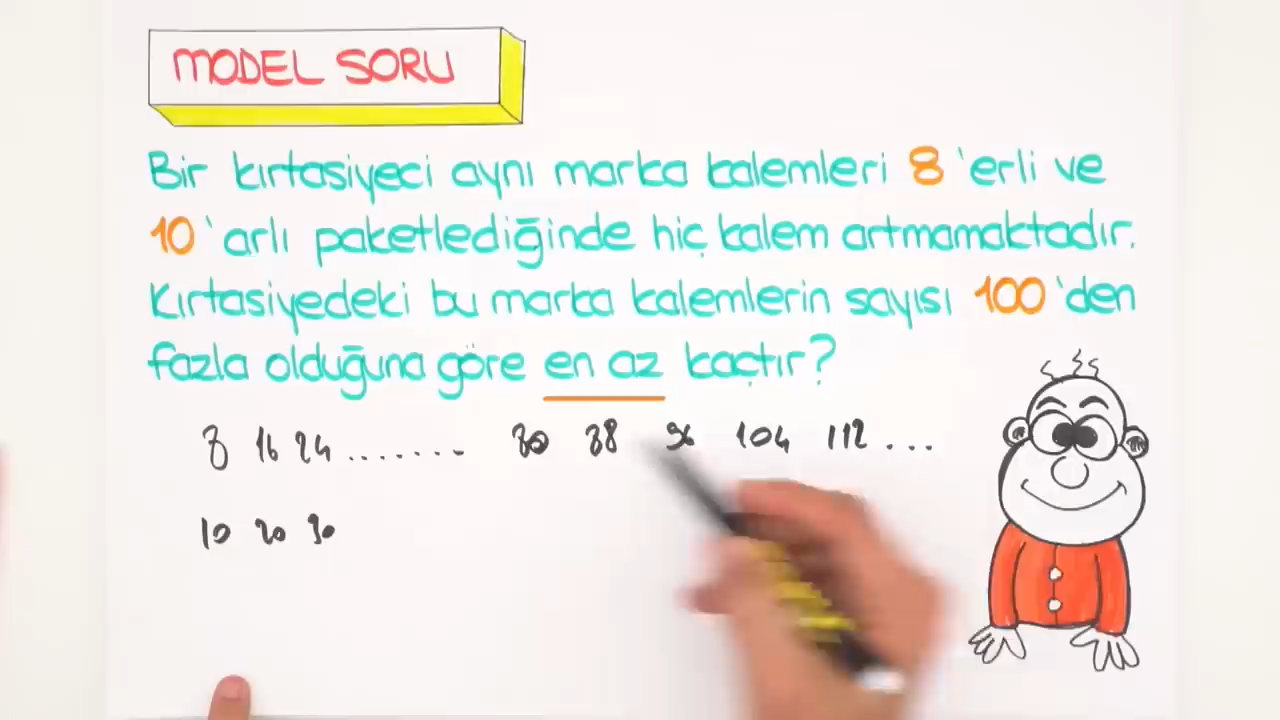 MODEL SORU
Bir kırtasiyeci aynı marka kalemleri 8 'erli ve
10 'arlı paketlediğinde hiç kalem artmamaktadır.
Kırtasiyedeki bu marka kalemlerin sayısı 100 'den
fazla olduğuna göre en az kaçtır?
8 16 24 ........ 80 88 96 104 112 ...
10 20 30